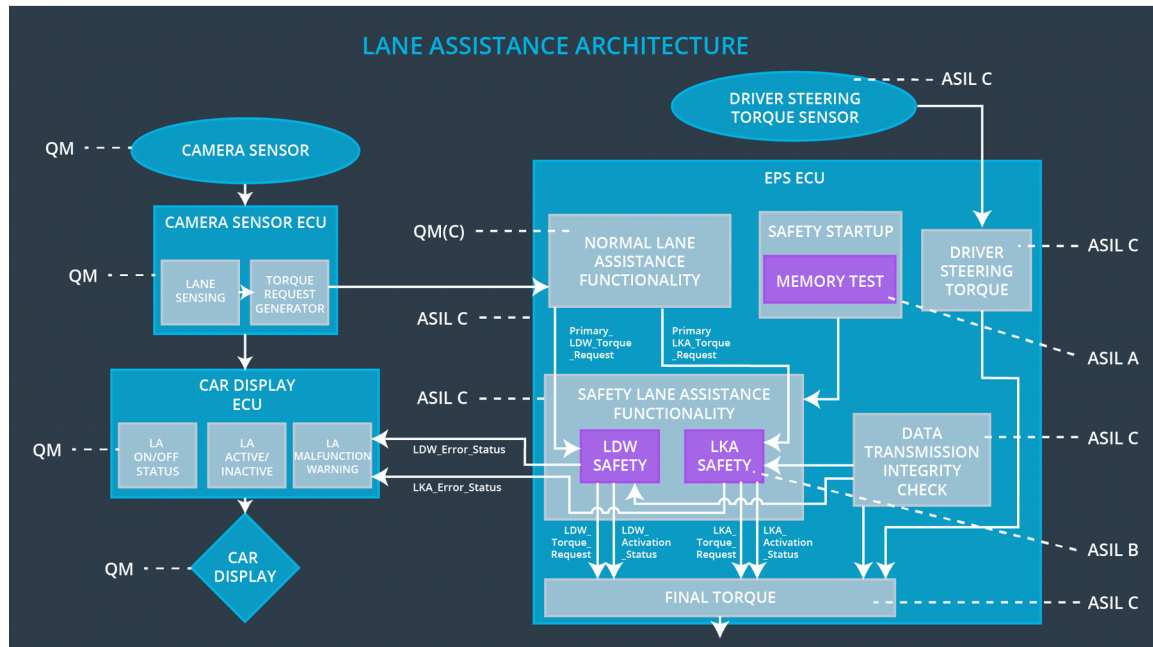 LANE ASSISTANCE ARCHITECTURE
ASIL C
DRIVER STEERING
TORQUE SENSOR
QM
CAMERA SENSOR
EPS ECU
CAMERA SENSOR ECU
QM
LANE
SENSING
TORQUE
REQUEST
GENERATOR
QM(C)
NORMAL LANE
ASSISTANCE
FUNCTIONALITY
SAFETY STARTUP
MEMORY TEST
DRIVER
STEERING
TORQUE
ASIL C
ASIL C
ASIL A
Primary_
LDW_Torque
_Request
Primary
LKA_Torque
_Request
CAR DISPLAY
ECU
QM
LA
ON/OFF
STATUS
LA
ACTIVE/
INACTIVE
LA
MALFUNCTION
WARNING
ASIL C
SAFETY LANE ASSISTANCE
FUNCTIONALITY
LDW
SAFETY
LKA
SAFETY
DATA
TRANSMISSION
INTEGRITY
CHECK
ASIL C
LDW_Error_Status
LKA_Error_Status
LDW_
Torque_
Request
LDW_
Activation
_Status
LKA_
Torque_
Request
LKA_
Activation
_Status
ASIL B
QM
CAR
DISPLAY
FINAL TORQUE
ASIL C